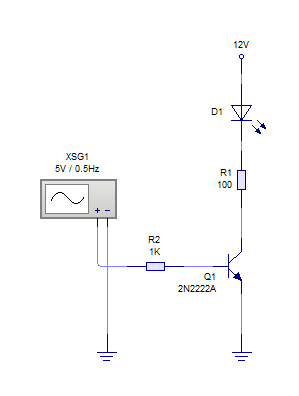 12V
D1
XSG1
5V / 0.5Hz
R1
100
+ −
R2
1K
Q1
2N2222A